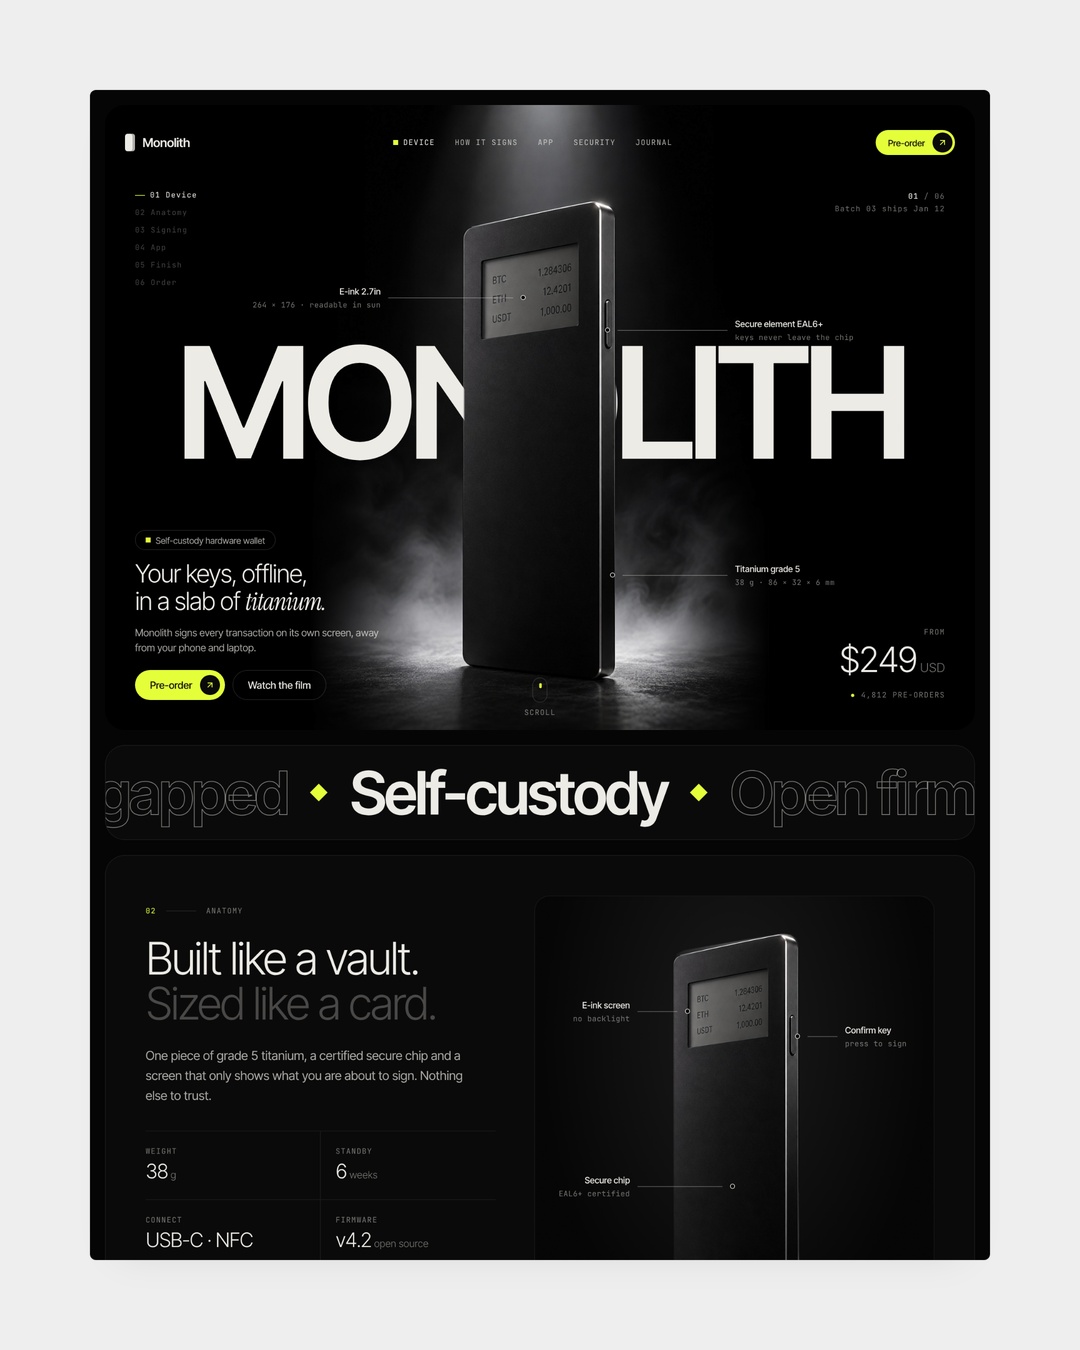 Monolith
DEVICE
HOW IT SIGNS
APP
SECURITY
JOURNAL
Pre-order
01 Device
02 Anatomy
03 Signing
04 App
05 Finish
06 Order
01 / 06
Batch 03 ships Jan 12
E-ink 2.7in
264 × 176 · readable in sun
BTC 1.284306
ETH 12.4201
USDT 1,000.00
Secure element EAL6+
keys never leave the chip
MON LITH
Self-custody hardware wallet
Your keys, offline,
in a slab of titanium.
Monolith signs every transaction on its own screen, away
from your phone and laptop.
Pre-order
Watch the film
Titanium grade 5
38 g · 86 × 32 × 6 mm
FROM
$249 USD
4,812 PRE-ORDERS
SCROLL
gapped
Self-custody
Open firm
02
ANATOMY
Built like a vault.
Sized like a card.
One piece of grade 5 titanium, a certified secure chip and a
screen that only shows what you are about to sign. Nothing
else to trust.
WEIGHT
38 g
STANDBY
6 weeks
CONNECT
USB-C · NFC
FIRMWARE
v4.2 open source
E-ink screen
no backlight
BTC 1.284306
ETH 12.4201
USDT 1,000.00
Confirm key
press to sign
Secure chip
EAL6+ certified